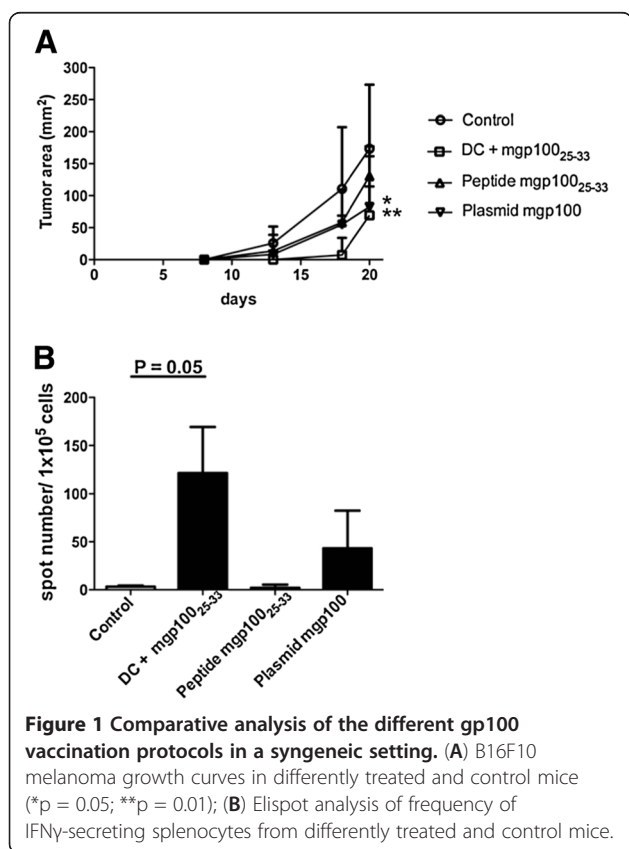 A
Tumor area (mm²)
300
250
200
150
100
50
0
0 5 10 15 20
days
*
**
Control
DC + mgp100₂₅₋₃₃
Peptide mgp100₂₅₋₃₃
Plasmid mgp100
B
P = 0.05
spot number/ 1x10⁵ cells
200
150
100
50
0
Control
DC + mgp100₂₅₋₃₃
Peptide mgp100₂₅₋₃₃
Plasmid mgp100
Figure 1 Comparative analysis of the different gp100
vaccination protocols in a syngeneic setting. (A) B16F10
melanoma growth curves in differently treated and control mice
(*p = 0.05; **p = 0.01); (B) Elispot analysis of frequency of
IFNγ-secreting splenocytes from differently treated and control mice.